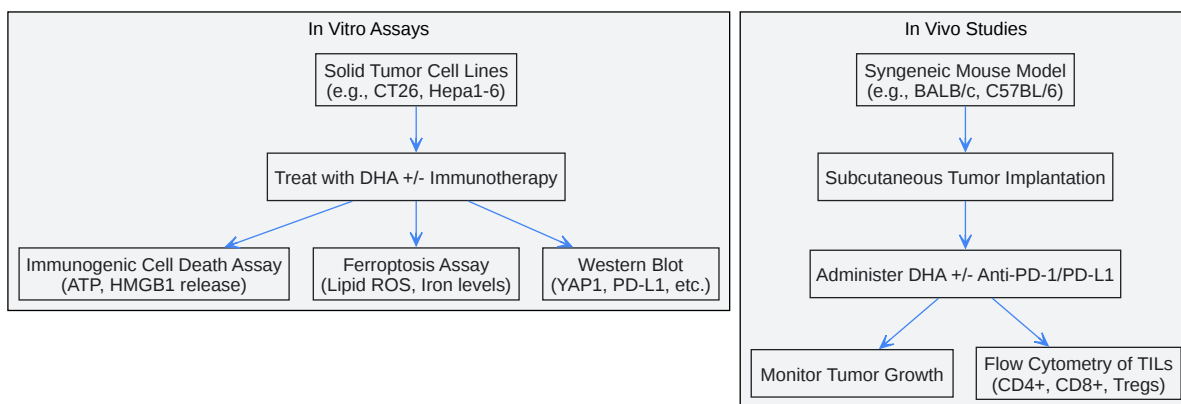 In Vitro Assays
Solid Tumor Cell Lines
(e.g., CT26, Hepa1-6)
Treat with DHA +/- Immunotherapy
Immunogenic Cell Death Assay
(ATP, HMGB1 release)
Ferroptosis Assay
(Lipid ROS, Iron levels)
Western Blot
(YAP1, PD-L1, etc.)
In Vivo Studies
Syngeneic Mouse Model
(e.g., BALB/c, C57BL/6)
Subcutaneous Tumor Implantation
Administer DHA +/- Anti-PD-1/PD-L1
Monitor Tumor Growth
Flow Cytometry of TILs
(CD4+, CD8+, Tregs)